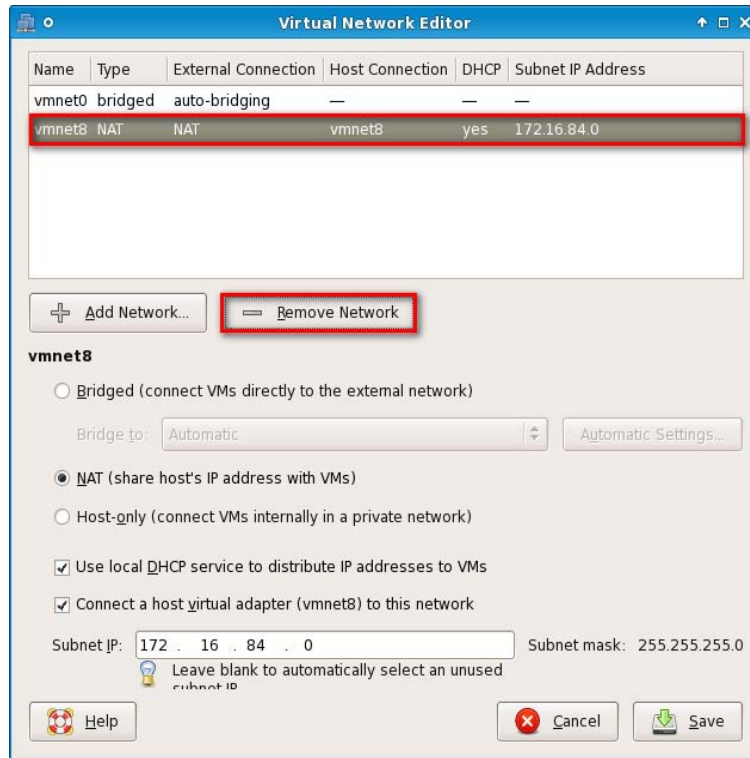 Virtual Network Editor
Name Type External Connection Host Connection DHCP Subnet IP Address
vmnet0 bridged auto-bridging — — —
vmnet8 NAT NAT vmnet8 yes 172.16.84.0
Add Network... Remove Network
vmnet8
Bridged (connect VMs directly to the external network)
Bridge to: Automatic Automatic Settings...
NAT (share host's IP address with VMs)
Host-only (connect VMs internally in a private network)
Use local DHCP service to distribute IP addresses to VMs
Connect a host virtual adapter (vmnet8) to this network
Subnet IP: 172 . 16 . 84 . 0 Subnet mask: 255.255.255.0
Leave blank to automatically select an unused
subnet IP
Help Cancel Save